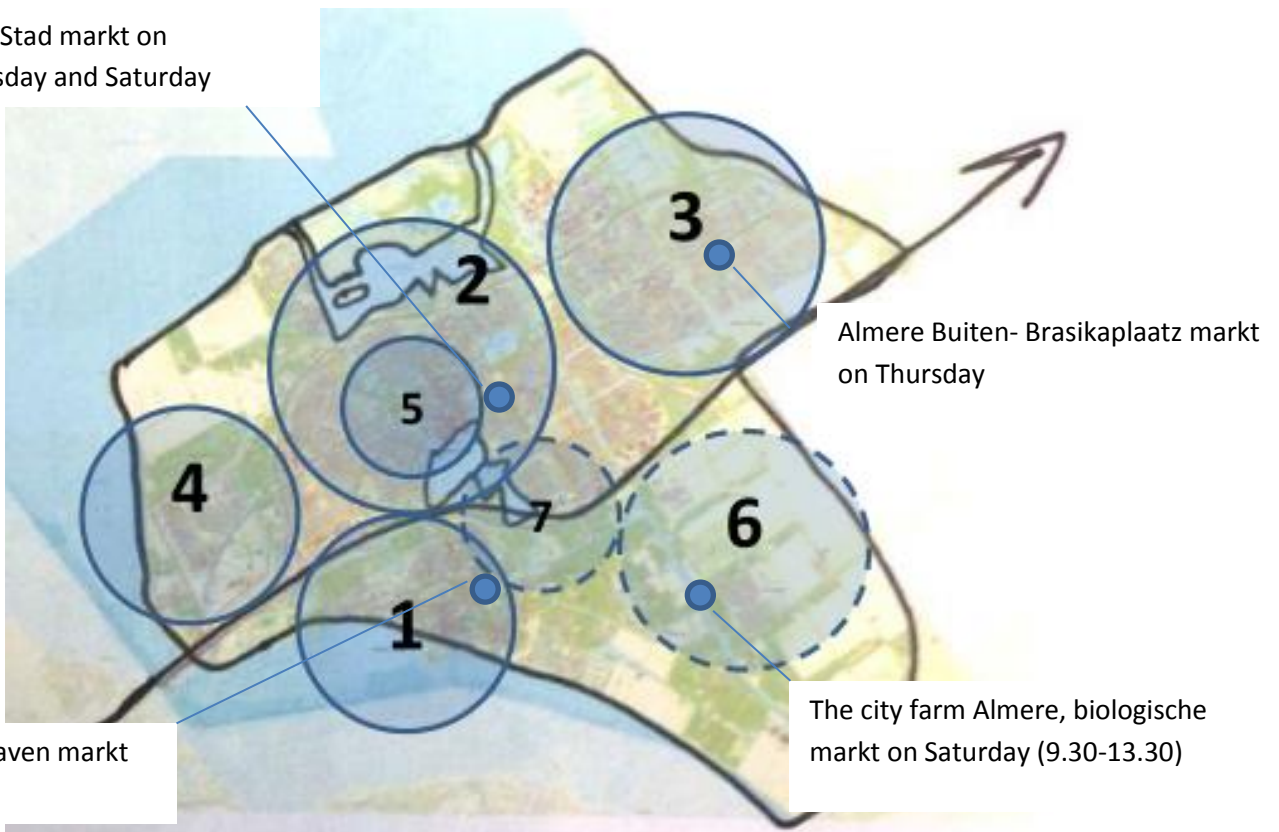 Stad markt on
sday and Saturday
3
2
Almere Buiten- Brasikaplaatz markt
on Thursday
5
4
7
6
1
The city farm Almere, biologische
markt on Saturday (9.30-13.30)
aven markt